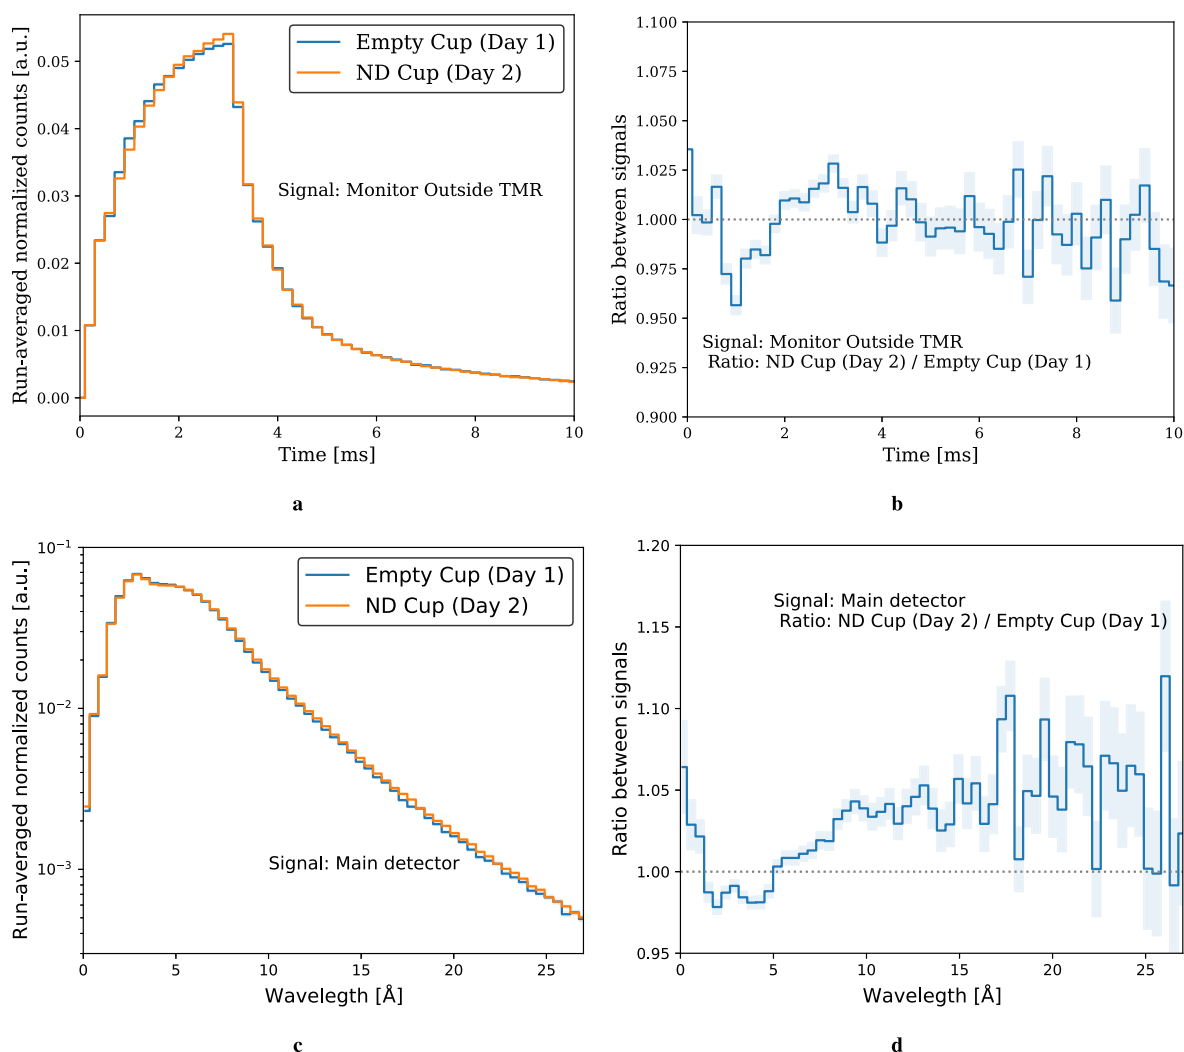 Run-averaged normalized counts [a.u.]
0.05
0.04
0.03
0.02
0.01
0.00
Empty Cup (Day 1)
ND Cup (Day 2)
Signal: Monitor Outside TMR
0 2 4 6 8 10
Time [ms]
a
Ratio between signals
1.100
1.075
1.050
1.025
1.000
0.975
0.950
0.925
0.900
Signal: Monitor Outside TMR
Ratio: ND Cup (Day 2) / Empty Cup (Day 1)
0 2 4 6 8 10
Time [ms]
b
Run-averaged normalized counts [a.u.]
10⁻¹
10⁻²
10⁻³
Empty Cup (Day 1)
ND Cup (Day 2)
Signal: Main detector
0 5 10 15 20 25
Wavelegth [Å]
c
Ratio between signals
1.20
1.15
1.10
1.05
1.00
0.95
Signal: Main detector
Ratio: ND Cup (Day 2) / Empty Cup (Day 1)
0 5 10 15 20 25
Wavelegth [Å]
d